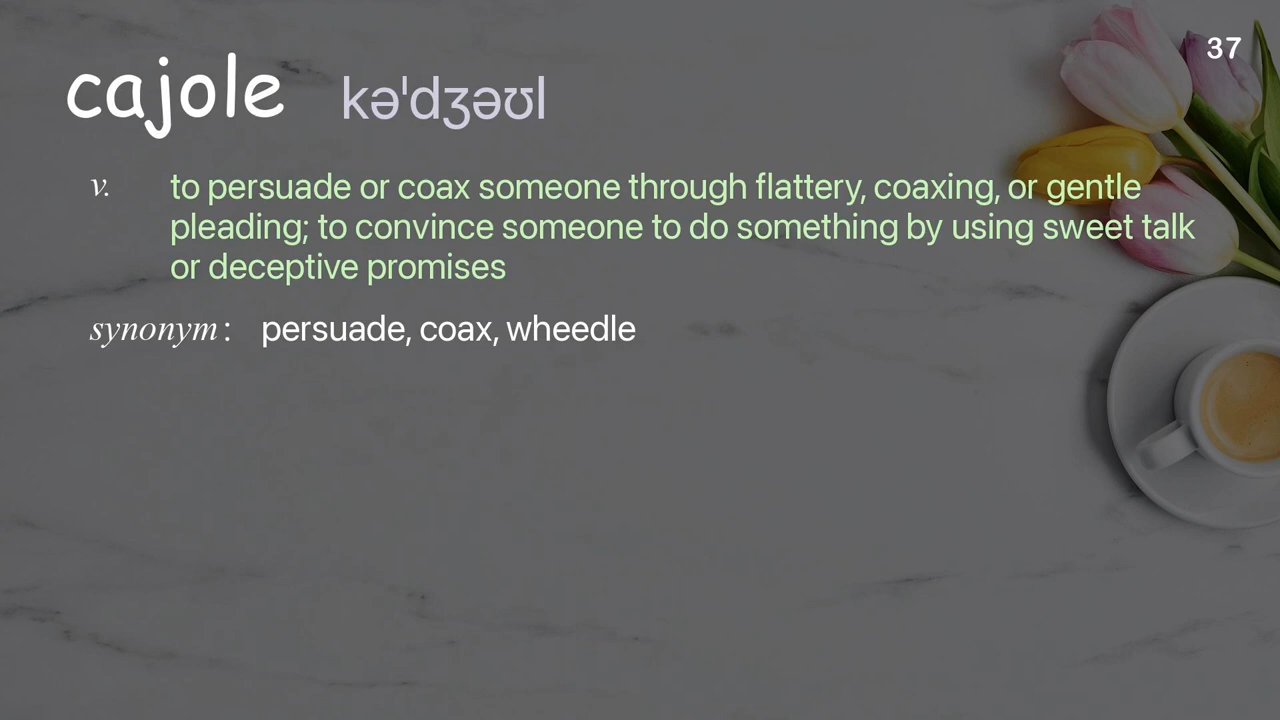 37
cajole kəˈdʒəʊl
v. to persuade or coax someone through flattery, coaxing, or gentle
pleading; to convince someone to do something by using sweet talk
or deceptive promises
synonym: persuade, coax, wheedle